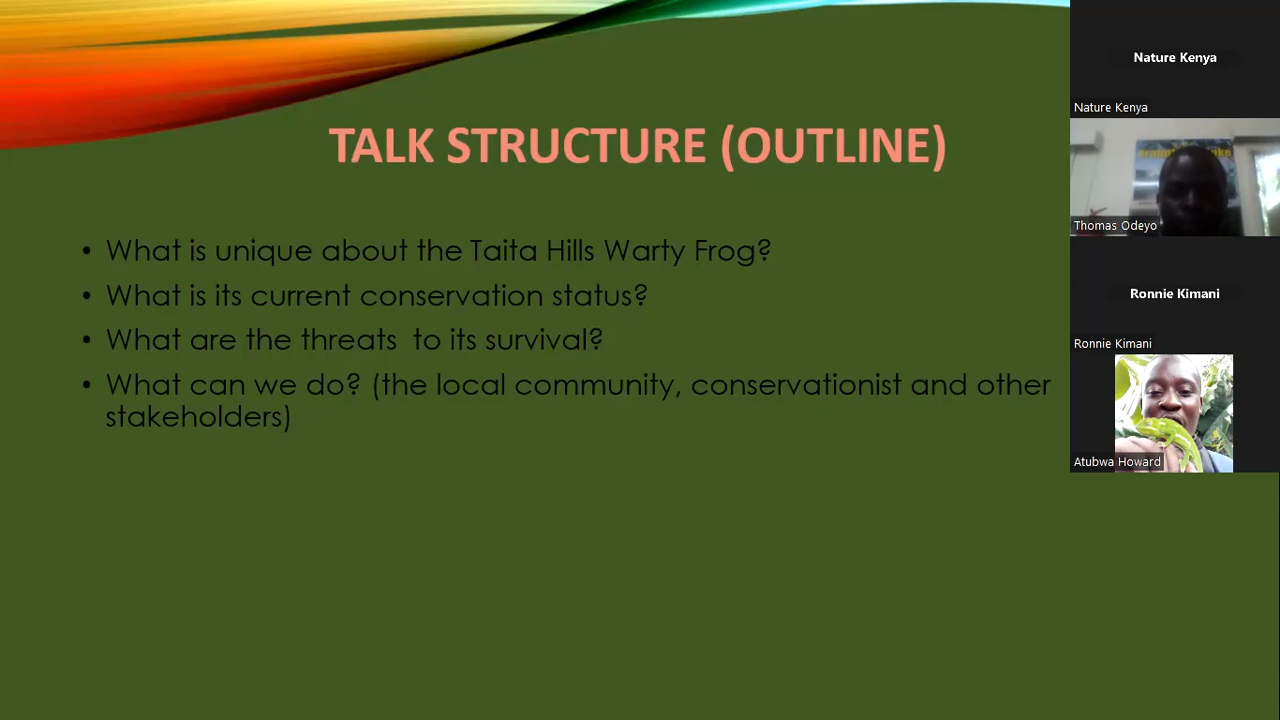 TALK STRUCTURE (OUTLINE)
• What is unique about the Taita Hills Warty Frog?
• What is its current conservation status?
• What are the threats  to its survival?
• What can we do? (the local community, conservationist and other
stakeholders)
Nature Kenya
Nature Kenya
Thomas Odeyo
Ronnie Kimani
Ronnie Kimani
Atubwa Howard